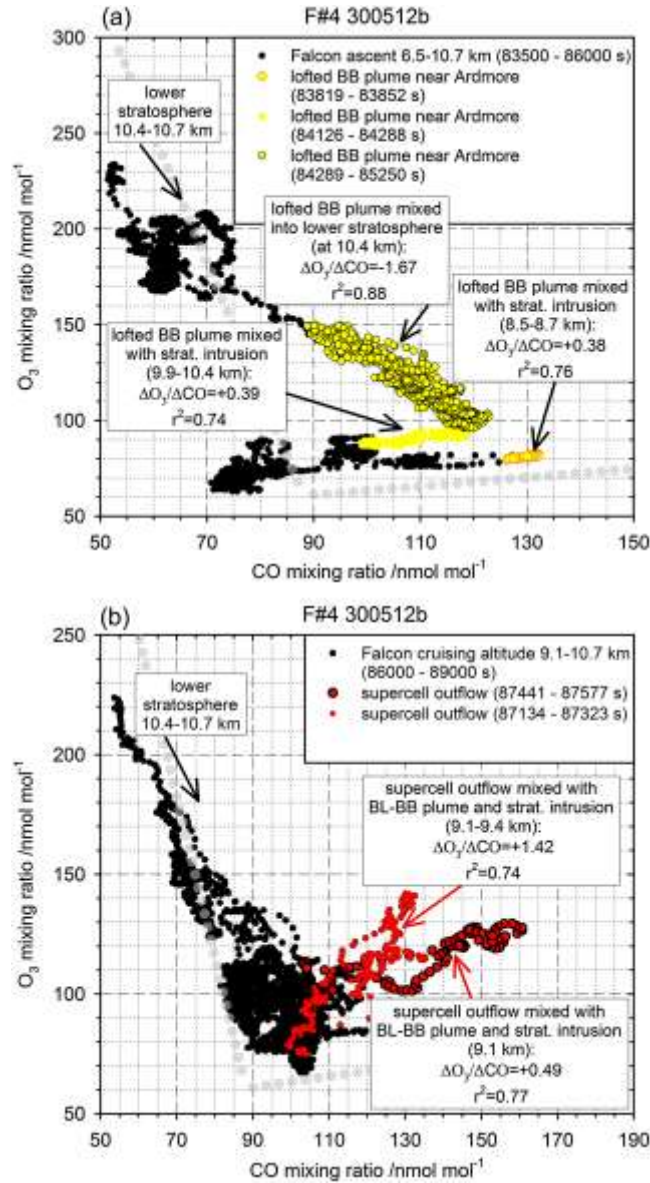 (a) F#4 300512b
300
250
200
150
100
50
O₃ mixing ratio /nmol mol⁻¹
Falcon ascent 6.5-10.7 km (83500 - 86000 s)
lofted BB plume near Ardmore
(83819 - 83852 s)
lofted BB plume near Ardmore
(84126 - 84288 s)
lofted BB plume near Ardmore
(84289 - 85250 s)
lower
stratosphere
10.4-10.7 km
lofted BB plume mixed
into lower stratosphere
(at 10.4 km):
ΔO₃/ΔCO=-1.67
r²=0.88
lofted BB plume mixed
with strat. intrusion
(8.5-8.7 km):
ΔO₃/ΔCO=+0.38
r²=0.76
lofted BB plume mixed
with strat. intrusion
(9.9-10.4 km):
ΔO₃/ΔCO=+0.39
r²=0.74
50 70 90 110 130 150
CO mixing ratio /nmol mol⁻¹
(b) F#4 300512b
250
200
150
100
50
O₃ mixing ratio /nmol mol⁻¹
Falcon cruising altitude 9.1-10.7 km
(86000 - 89000 s)
supercell outflow (87441 - 87577 s)
supercell outflow (87134 - 87323 s)
lower
stratosphere
10.4-10.7 km
supercell outflow mixed with
BL-BB plume and strat. intrusion
(9.1-9.4 km):
ΔO₃/ΔCO=+1.42
r²=0.74
supercell outflow mixed with
BL-BB plume and strat. intrusion
(9.1 km):
ΔO₃/ΔCO=+0.49
r²=0.77
50 70 90 110 130 150 170 190
CO mixing ratio /nmol mol⁻¹